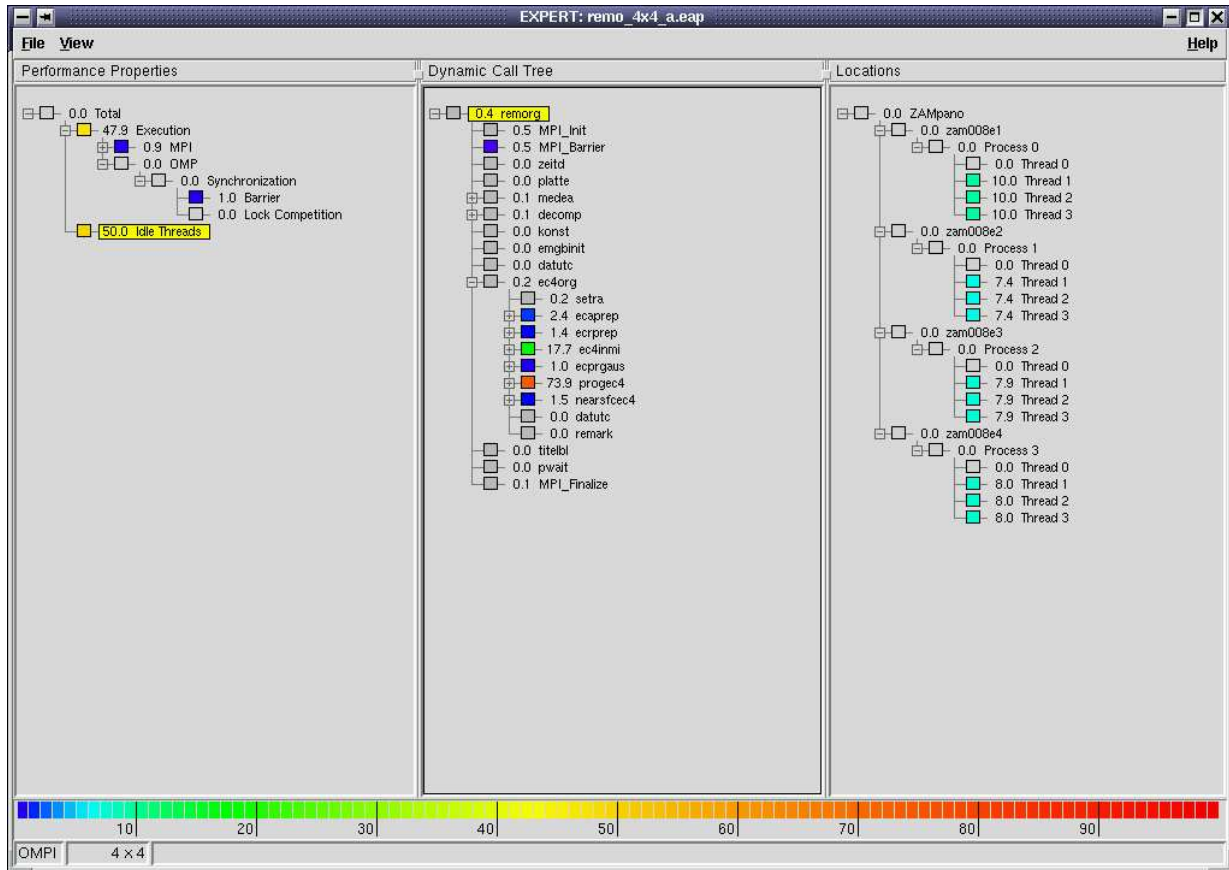 EXPERT: remo_4x4_a.eap
File View Help
Performance Properties
0.0 Total
47.9 Execution
0.9 MPI
0.0 OMP
0.0 Synchronization
1.0 Barrier
0.0 Lock Competition
50.0 Idle Threads
Dynamic Call Tree
0.4 remorg
0.5 MPI_Init
0.5 MPI_Barrier
0.0 zeitd
0.0 platte
0.1 medea
0.1 decomp
0.0 konst
0.0 emgbinit
0.0 datutc
0.2 ec4org
0.2 setra
2.4 ecaprep
1.4 ecrprep
17.7 ec4inmi
1.0 ecprgaus
73.9 progec4
1.5 nearsfcec4
0.0 datutc
0.0 remark
0.0 titelbl
0.0 pwait
0.1 MPI_Finalize
Locations
0.0 ZAMpano
0.0 zam008e1
0.0 Process 0
0.0 Thread 0
10.0 Thread 1
10.0 Thread 2
10.0 Thread 3
0.0 zam008e2
0.0 Process 1
0.0 Thread 0
7.4 Thread 1
7.4 Thread 2
7.4 Thread 3
0.0 zam008e3
0.0 Process 2
0.0 Thread 0
7.9 Thread 1
7.9 Thread 2
7.9 Thread 3
0.0 zam008e4
0.0 Process 3
0.0 Thread 0
8.0 Thread 1
8.0 Thread 2
8.0 Thread 3
10 20 30 40 50 60 70 80 90
OMPI 4 × 4